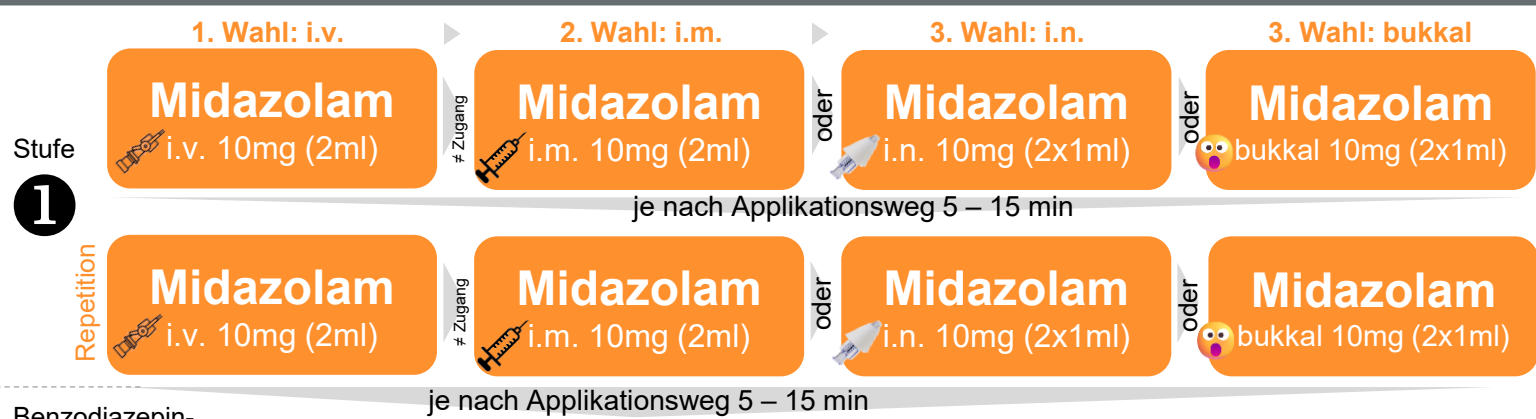 1. Wahl: i.v.
2. Wahl: i.m.
3. Wahl: i.n.
3. Wahl: bukkal
Stufe
1
Midazolam
i.v. 10mg (2ml)
≠ Zugang
Midazolam
i.m. 10mg (2ml)
oder
Midazolam
i.n. 10mg (2x1ml)
oder
Midazolam
bukkal 10mg (2x1ml)
je nach Applikationsweg 5 – 15 min
Repetition
Midazolam
i.v. 10mg (2ml)
≠ Zugang
Midazolam
i.m. 10mg (2ml)
oder
Midazolam
i.n. 10mg (2x1ml)
oder
Midazolam
bukkal 10mg (2x1ml)
je nach Applikationsweg 5 – 15 min
Benzodiazepin-